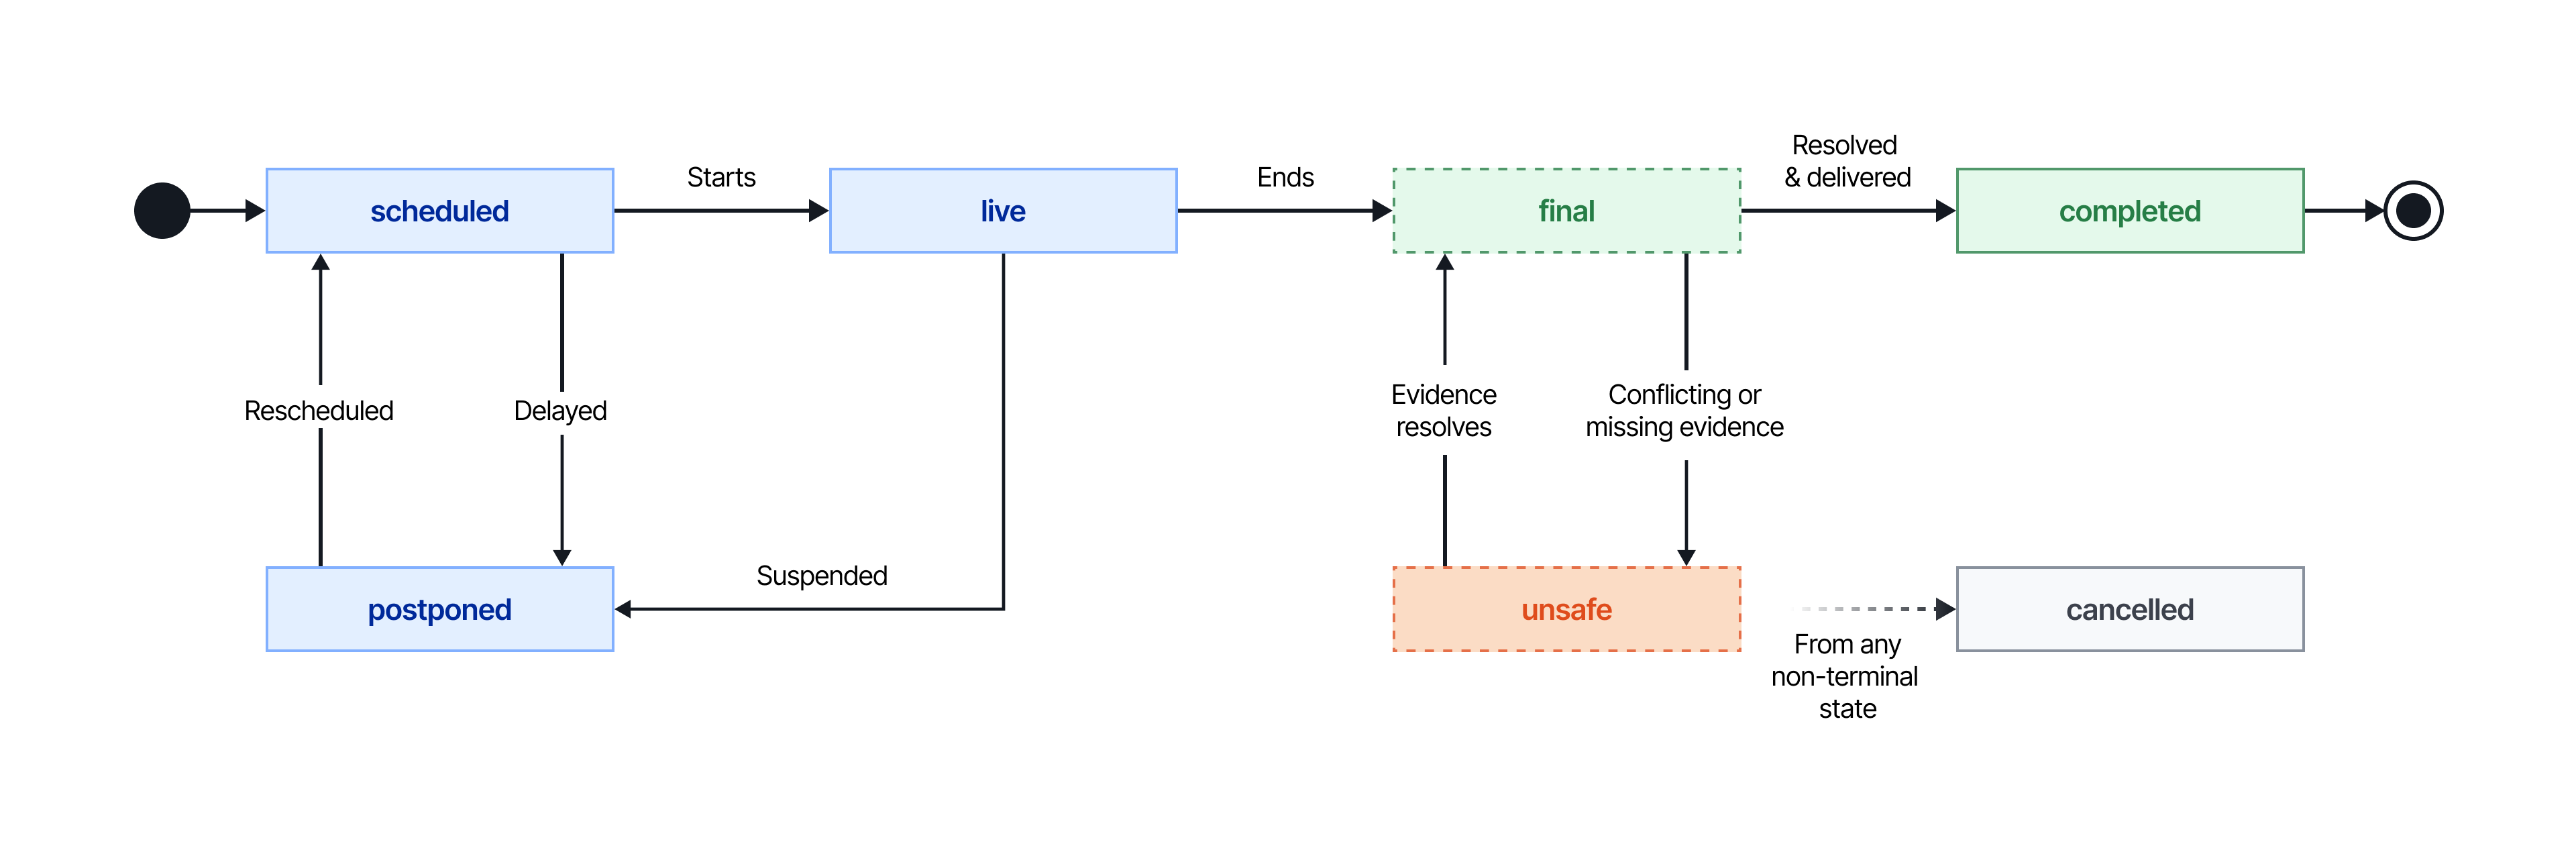 scheduled
Starts
live
Ends
final
Resolved
& delivered
completed
Rescheduled
Delayed
Evidence
resolves
Conflicting or
missing evidence
postponed
Suspended
unsafe
From any
non-terminal
state
cancelled